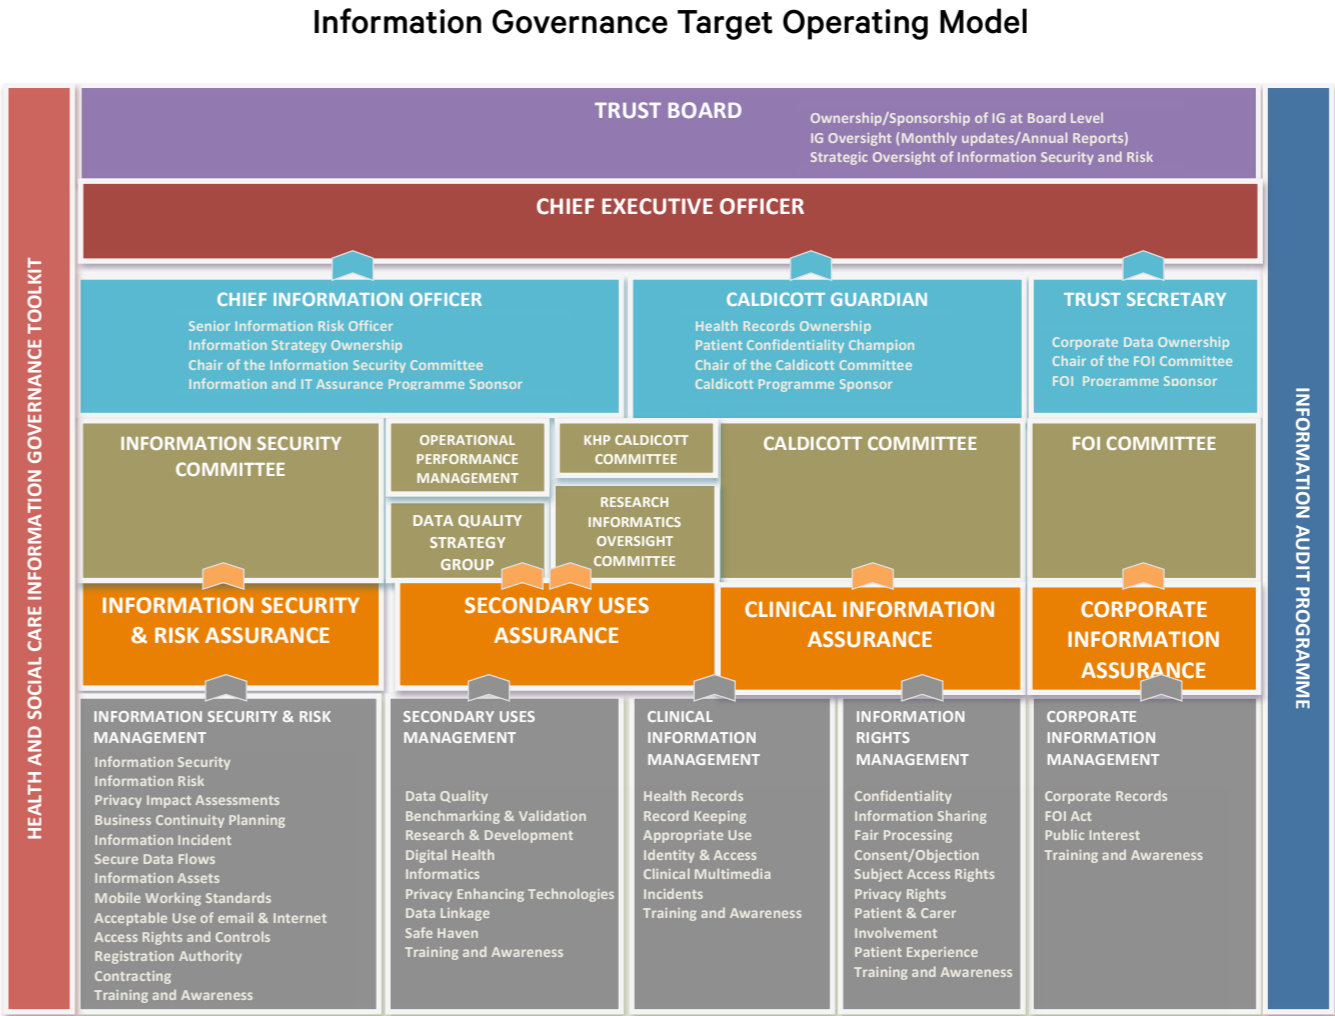 Information Governance Target Operating Model
HEALTH AND SOCIAL CARE INFORMATION GOVERNANCE TOOLKIT
TRUST BOARD
Ownership/Sponsorship of IG at Board Level
IG Oversight (Monthly updates/Annual Reports)
Strategic Oversight of Information Security and Risk
CHIEF EXECUTIVE OFFICER
CHIEF INFORMATION OFFICER
Senior Information Risk Officer
Information Strategy Ownership
Chair of the Information Security Committee
Information and IT Assurance Programme Sponsor
CALDICOTT GUARDIAN
Health Records Ownership
Patient Confidentiality Champion
Chair of the Caldicott Committee
Caldicott Programme Sponsor
TRUST SECRETARY
Corporate Data Ownership
Chair of the FOI Committee
FOI Programme Sponsor
INFORMATION SECURITY
COMMITTEE
OPERATIONAL
PERFORMANCE
MANAGEMENT
DATA QUALITY
STRATEGY
GROUP
KHP CALDICOTT
COMMITTEE
RESEARCH
INFORMATICS
OVERSIGHT
COMMITTEE
CALDICOTT COMMITTEE
FOI COMMITTEE
INFORMATION SECURITY
& RISK ASSURANCE
SECONDARY USES
ASSURANCE
CLINICAL INFORMATION
ASSURANCE
CORPORATE
INFORMATION
ASSURANCE
INFORMATION SECURITY & RISK
MANAGEMENT
Information Security
Information Risk
Privacy Impact Assessments
Business Continuity Planning
Information Incident
Secure Data Flows
Information Assets
Mobile Working Standards
Acceptable Use of email & Internet
Access Rights and Controls
Registration Authority
Contracting
Training and Awareness
SECONDARY USES
MANAGEMENT
Data Quality
Benchmarking & Validation
Research & Development
Digital Health
Informatics
Privacy Enhancing Technologies
Data Linkage
Safe Haven
Training and Awareness
CLINICAL
INFORMATION
MANAGEMENT
Health Records
Record Keeping
Appropriate Use
Identity & Access
Clinical Multimedia
Incidents
Training and Awareness
INFORMATION
RIGHTS
MANAGEMENT
Confidentiality
Information Sharing
Fair Processing
Consent/Objection
Subject Access Rights
Privacy Rights
Patient & Carer
Involvement
Patient Experience
Training and Awareness
CORPORATE
INFORMATION
MANAGEMENT
Corporate Records
FOI Act
Public Interest
Training and Awareness
INFORMATION AUDIT PROGRAMME